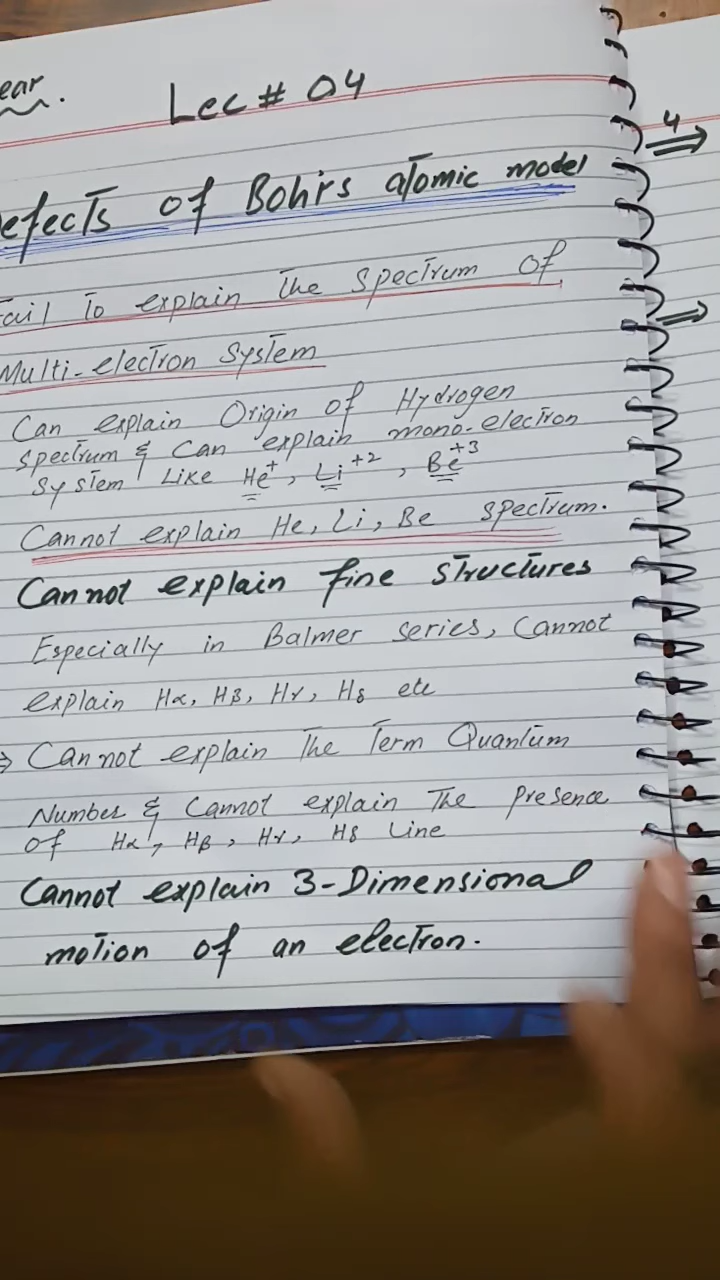 ear. Lec # 04
efects of Bohr's atomic model
Fail To explain The spectrum of
Multi-electron System
Can explain Origin of Hydrogen
spectrum & Can explain mono-electron
system Like He⁺, Li⁺², Be⁺³
Cannot explain He, Li, Be spectrum.
Cannot explain fine structures
Especially in Balmer series, Cannot
explain Hα, Hβ, Hγ, Hδ etc
⇒ Cannot explain The Term Quantum
Number & Cannot explain The presence
of Hα, Hβ, Hγ, Hδ Line
Cannot explain 3-Dimensional
motion of an electron.
4
⇒
⇒